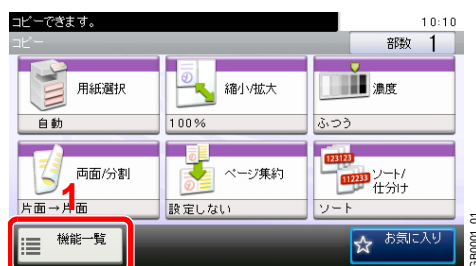 コピーできます。 10:10
コピー 部数 1
用紙選択
自動
縮小/拡大
100%
濃度
ふつう
両面/分割
片面→片面
ページ集約
設定しない
123123
112233
ソート/
仕分け
ソート
1
機能一覧
お気に入り